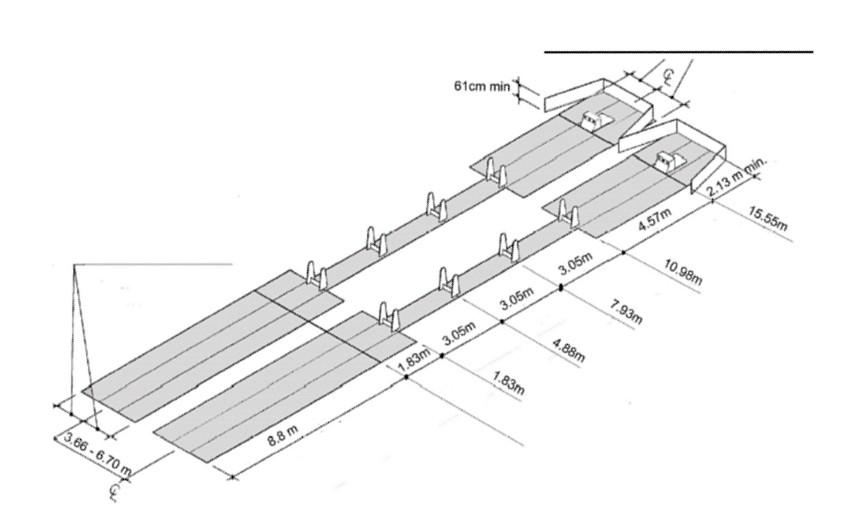 61cm min
℄
2.13 m min.
15.55m
4.57m
10.98m
3.05m
7.93m
3.05m
4.88m
3.05m
1.83m
1.83m
8.8 m
3.66 - 6.70 m
℄